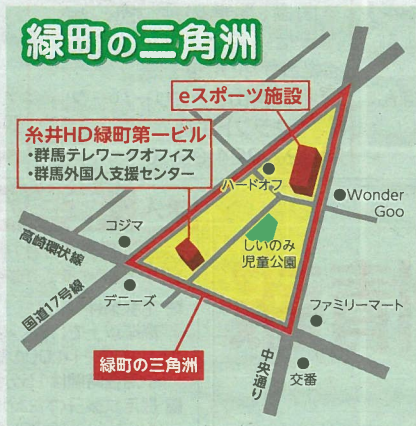 緑町の三角洲
eスポーツ施設
糸井HD緑町第一ビル
・群馬テレワークオフィス
・群馬外国人支援センター
ハードオフ
Wonder
Goo
コジマ
しいのみ
児童公園
高崎環状線
デニーズ
国道17号線
ファミリーマート
緑町の三角洲
中央通り
交番